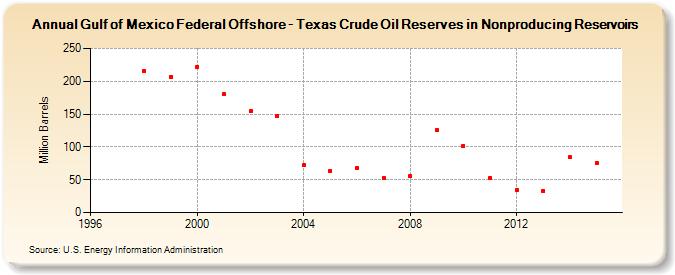 Annual Gulf of Mexico Federal Offshore - Texas Crude Oil Reserves in Nonproducing Reservoirs
Million Barrels
250
200
150
100
50
0
1996 2000 2004 2008 2012
Source: U.S. Energy Information Administration